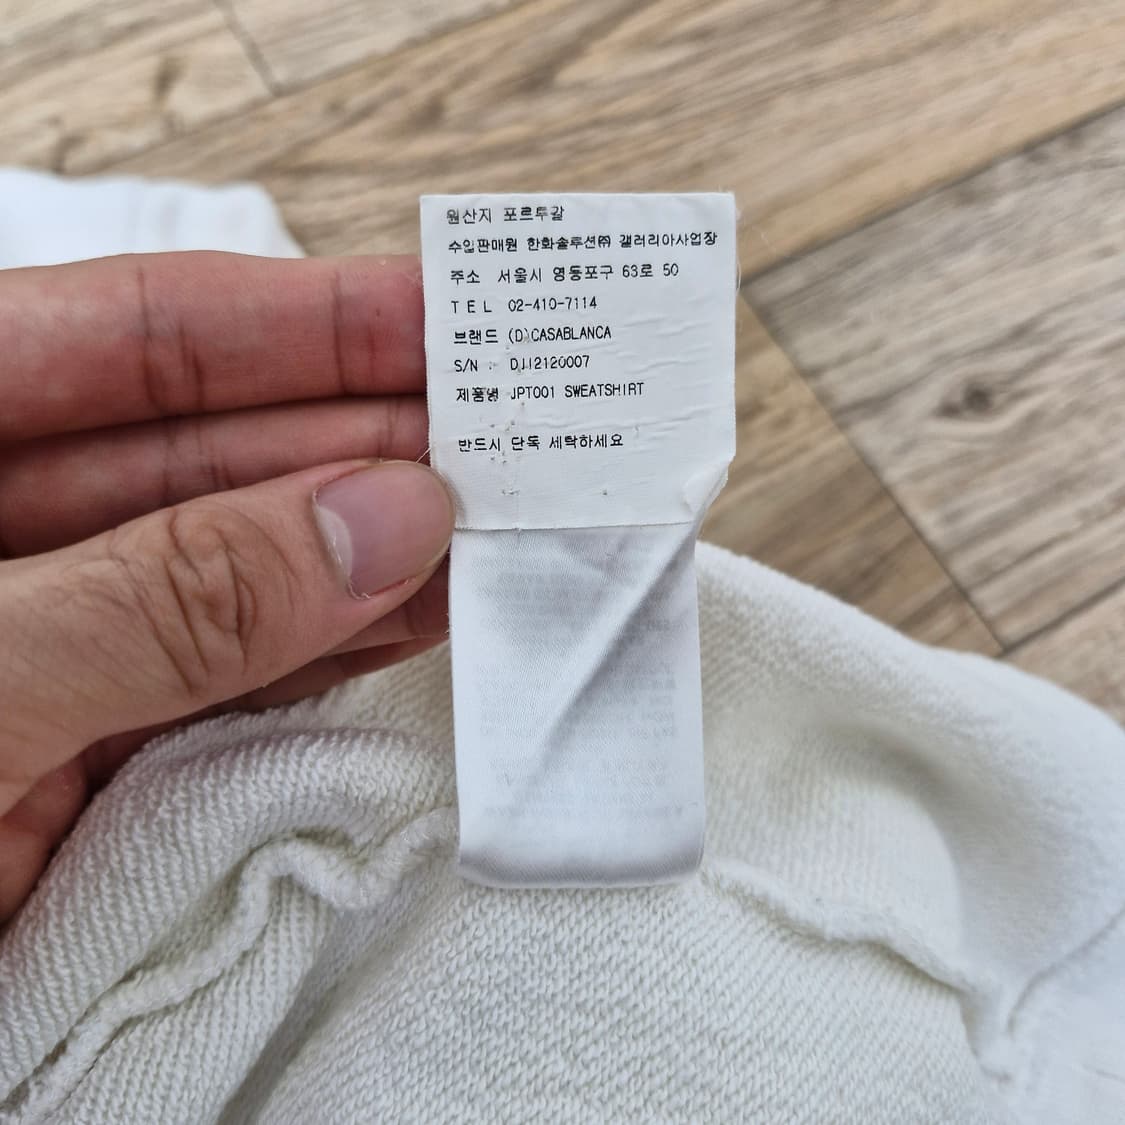 원산지 포르투갈
수입판매원 한화솔루션㈜ 갤러리아사업장
주소 서울시 영등포구 63로 50
TEL 02-410-7114
브랜드 (D)CASABLANCA
S/N : DJI2120007
제품명 JPT001 SWEATSHIRT
반드시 단독 세탁하세요